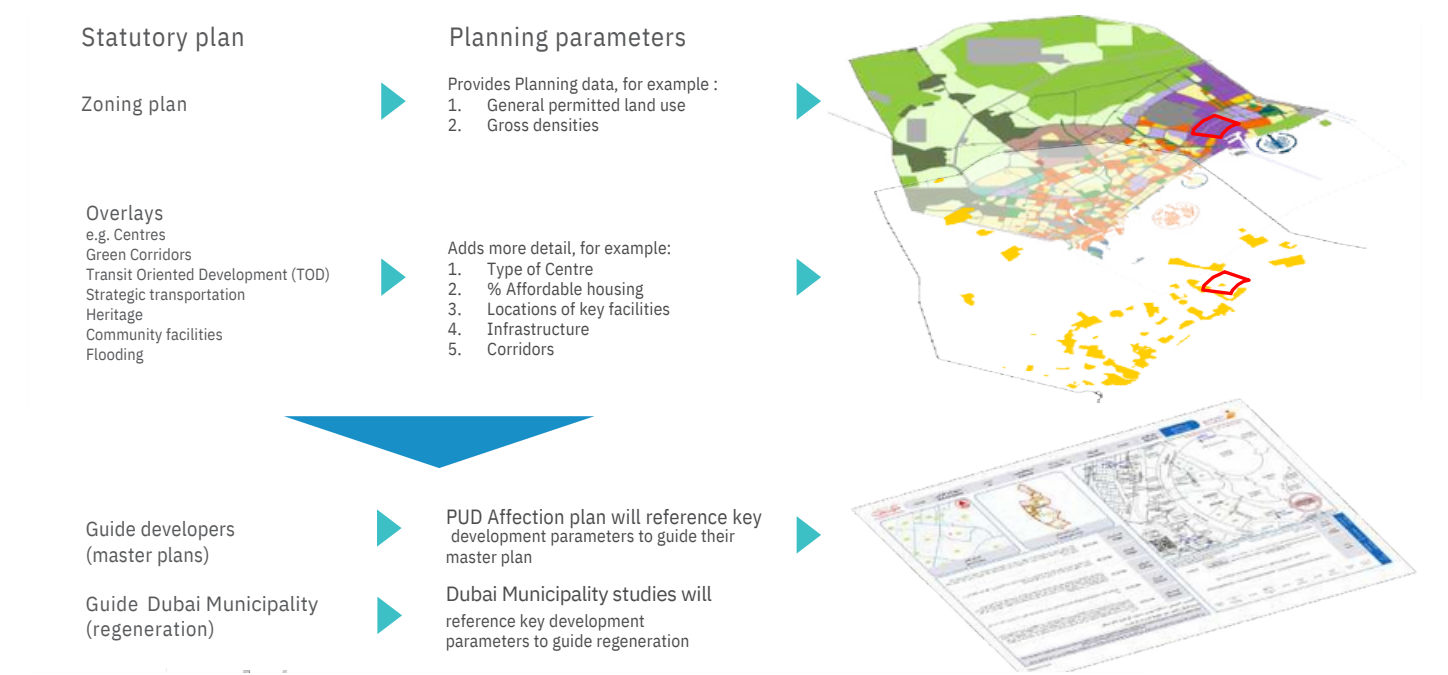 Statutory plan
Planning parameters
Zoning plan
Provides Planning data, for example :
1. General permitted land use
2. Gross densities
Overlays
e.g. Centres
Green Corridors
Transit Oriented Development (TOD)
Strategic transportation
Heritage
Community facilities
Flooding
Adds more detail, for example:
1. Type of Centre
2. % Affordable housing
3. Locations of key facilities
4. Infrastructure
5. Corridors
Guide developers
(master plans)
PUD Affection plan will reference key
development parameters to guide their
master plan
Guide Dubai Municipality
(regeneration)
Dubai Municipality studies will
reference key development
parameters to guide regeneration